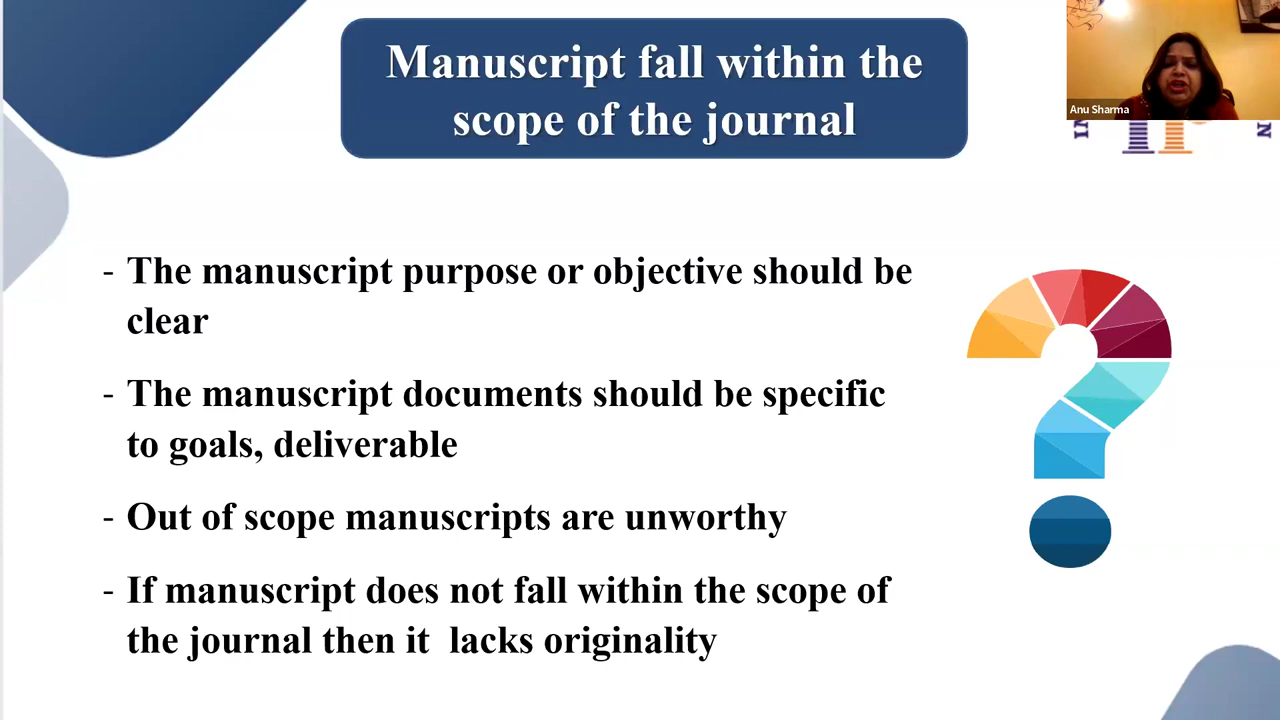 Manuscript fall within the
scope of the journal
Anu Sharma
- The manuscript purpose or objective should be
clear
- The manuscript documents should be specific
to goals, deliverable
- Out of scope manuscripts are unworthy
- If manuscript does not fall within the scope of
the journal then it lacks originality